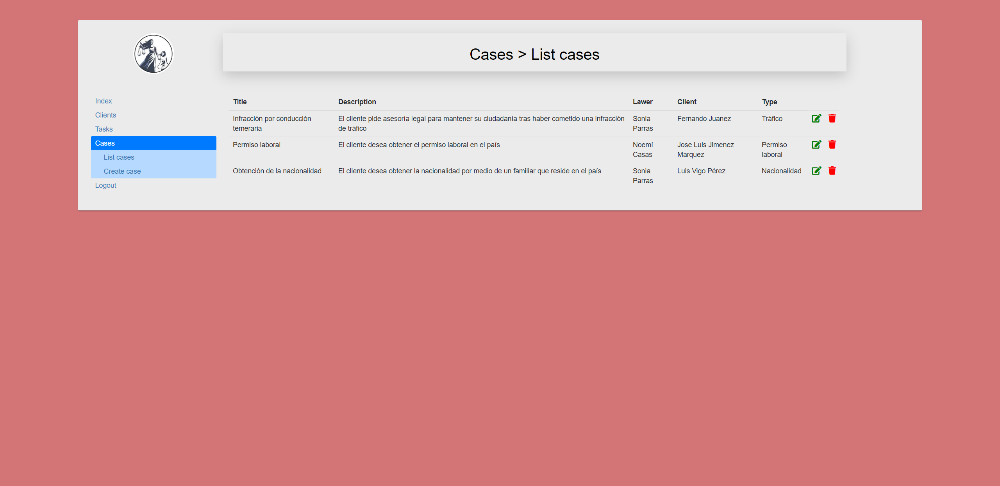 Cases > List cases
Index
Clients
Tasks
Cases
List cases
Create case
Logout
Title Description Lawer Client Type
Infracción por conducción temeraria El cliente pide asesoría legal para mantener su ciudadanía tras haber cometido una infracción de tráfico Sonia Parras Fernando Juanez Tráfico
Permiso laboral El cliente desea obtener el permiso laboral en el país Noemí Casas Jose Luis Jimenez Marquez Permiso laboral
Obtención de la nacionalidad El cliente desea obtener la nacionalidad por medio de un familiar que reside en el país Sonia Parras Luis Vigo Pérez Nacionalidad